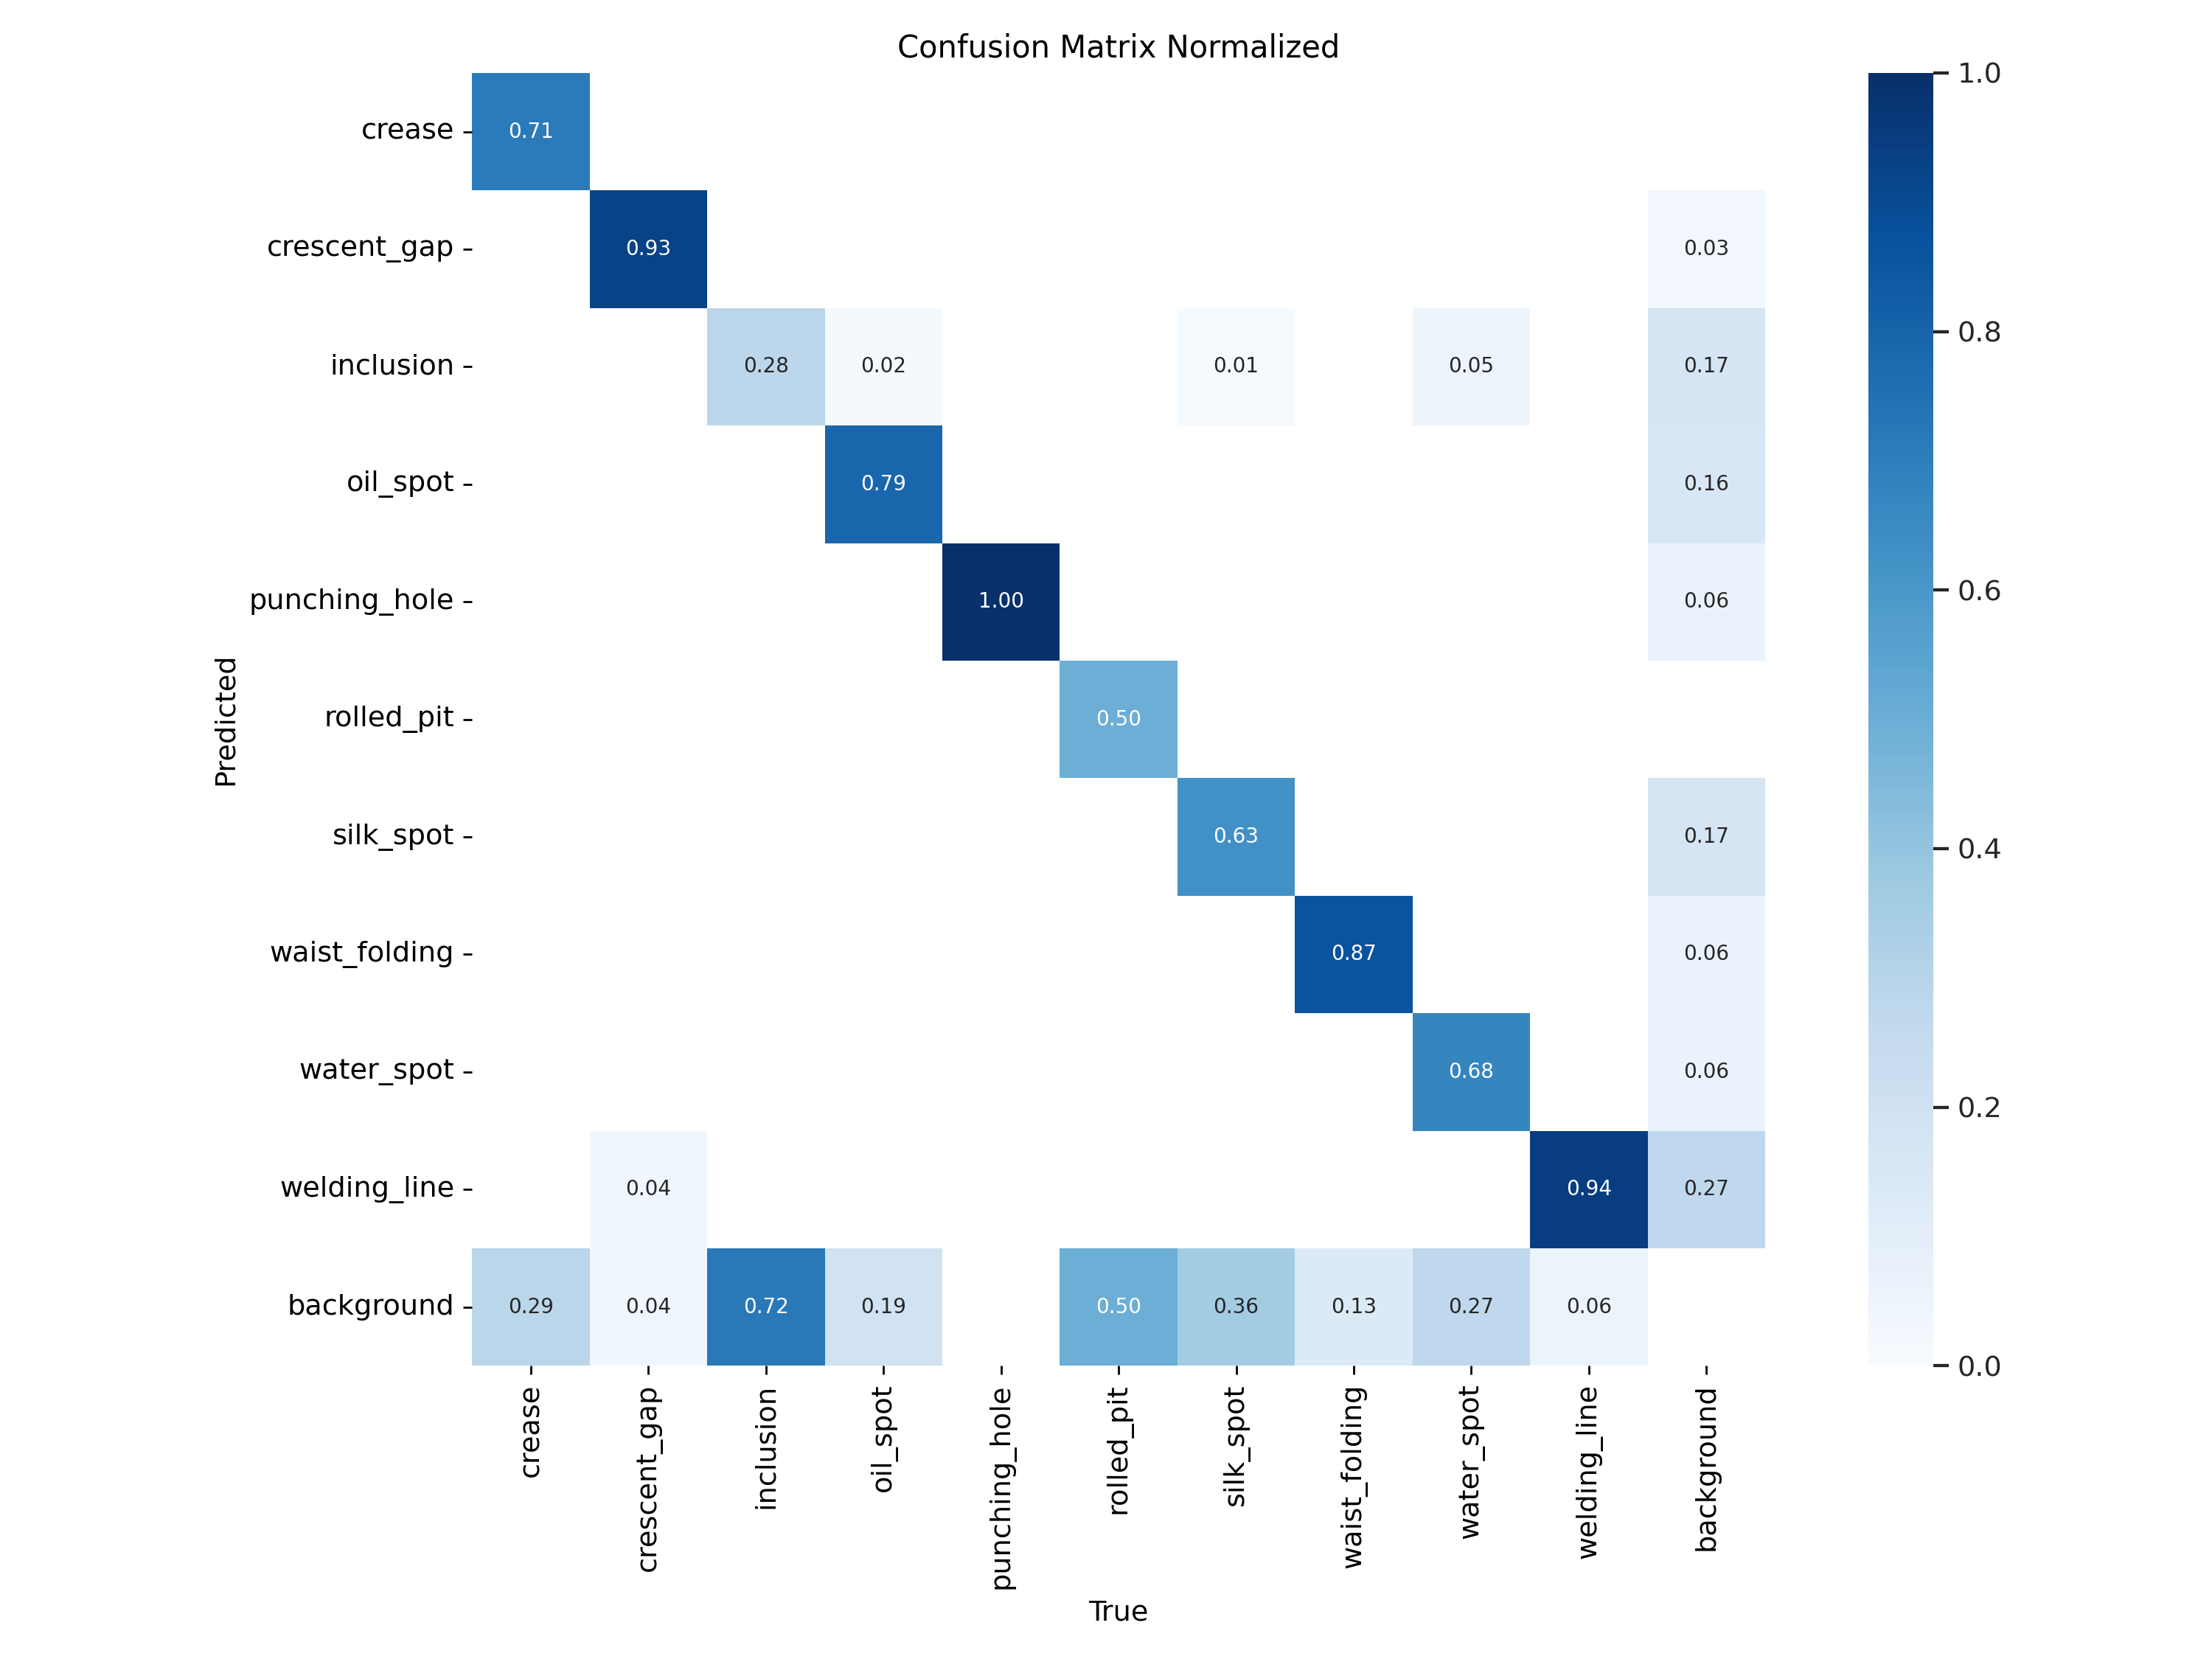 Confusion Matrix Normalized
crease
0.71
1.0
crescent_gap
0.93
0.03
inclusion
0.28
0.02
0.01
0.05
0.17
0.8
oil_spot
0.79
0.16
punching_hole
1.00
0.06
0.6
Predicted
rolled_pit
0.50
silk_spot
0.63
0.17
0.4
waist_folding
0.87
0.06
water_spot
0.68
0.06
0.2
welding_line
0.04
0.94
0.27
background
0.29
0.04
0.72
0.19
0.50
0.36
0.13
0.27
0.06
0.0
crease
crescent_gap
inclusion
oil_spot
punching_hole
rolled_pit
silk_spot
waist_folding
water_spot
welding_line
background
True